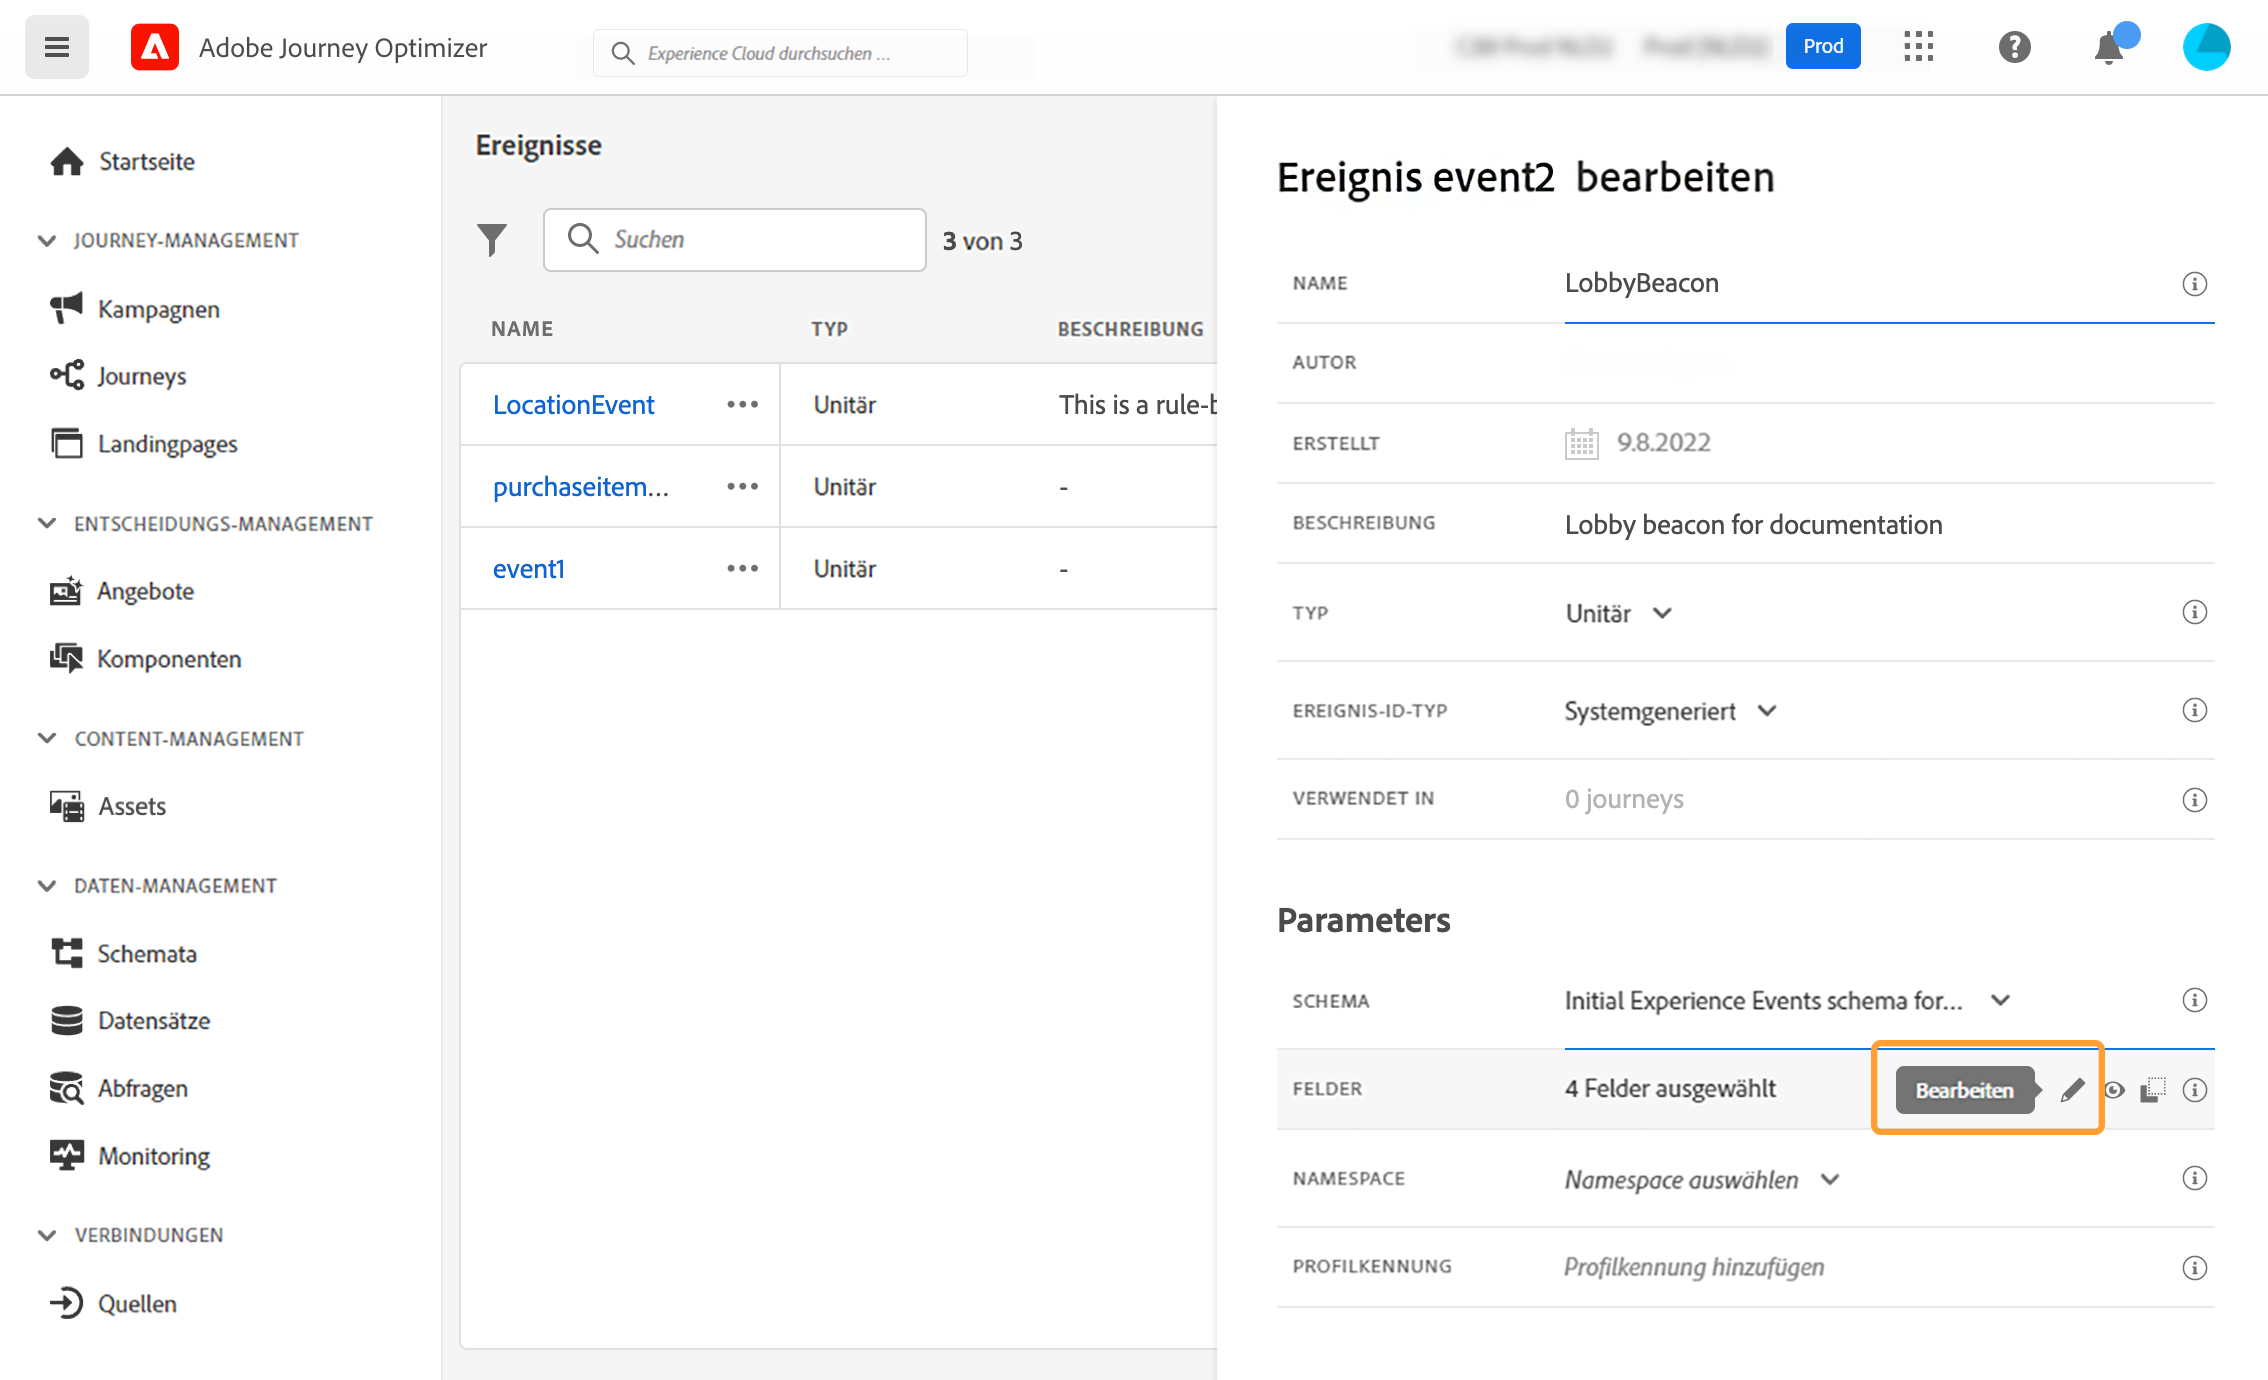 Adobe Journey Optimizer
Experience Cloud durchsuchen ...
Prod
Startseite
JOURNEY-MANAGEMENT
Kampagnen
Journeys
Landingpages
ENTSCHEIDUNGS-MANAGEMENT
Angebote
Komponenten
CONTENT-MANAGEMENT
Assets
DATEN-MANAGEMENT
Schemata
Datensätze
Abfragen
Monitoring
VERBINDUNGEN
Quellen
Ereignisse
Suchen
3 von 3
NAME TYP BESCHREIBUNG
LocationEvent ••• Unitär This is a rule-b
purchaseitem... ••• Unitär -
event1 ••• Unitär -
Ereignis event2 bearbeiten
NAME LobbyBeacon
AUTOR
ERSTELLT 9.8.2022
BESCHREIBUNG Lobby beacon for documentation
TYP Unitär
EREIGNIS-ID-TYP Systemgeneriert
VERWENDET IN 0 journeys
Parameters
SCHEMA Initial Experience Events schema for...
FELDER 4 Felder ausgewählt Bearbeiten
NAMESPACE Namespace auswählen
PROFILKENNUNG Profilkennung hinzufügen